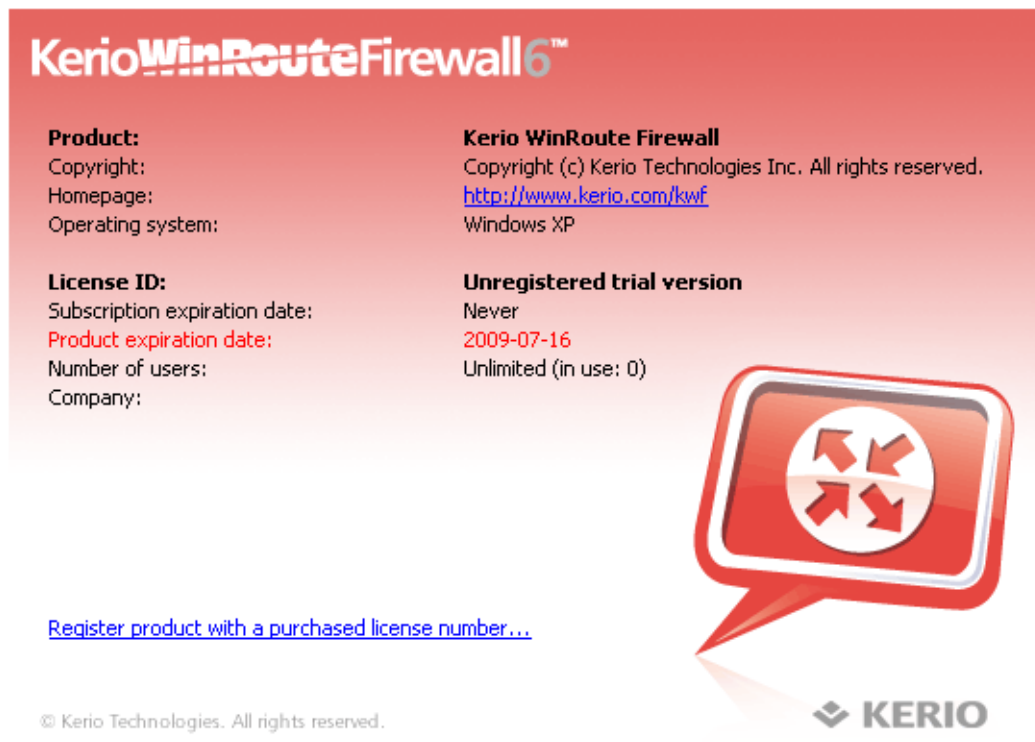 KerioWinRouteFirewall6™
Product: Kerio WinRoute Firewall
Copyright: Copyright (c) Kerio Technologies Inc. All rights reserved.
Homepage: http://www.kerio.com/kwf
Operating system: Windows XP
License ID: Unregistered trial version
Subscription expiration date: Never
Product expiration date: 2009-07-16
Number of users: Unlimited (in use: 0)
Company:
Register product with a purchased license number...
© Kerio Technologies. All rights reserved. KERIO